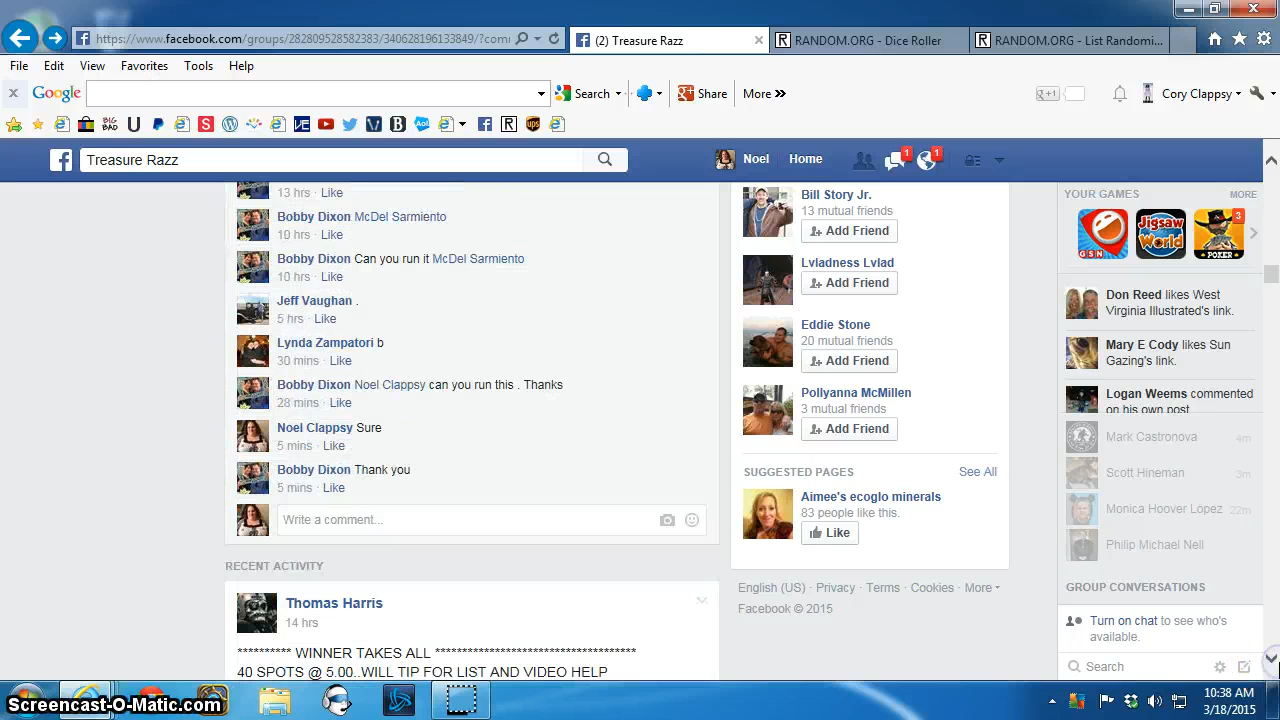 https://www.facebook.com/groups/282809528582383/340628196133849/?com
(2) Treasure Razz
RANDOM.ORG - Dice Roller
RANDOM.ORG - List Randomi...
File Edit View Favorites Tools Help
Google
Search
Share
More »
Cory Clappsy
Treasure Razz
Noel
Home
1
1
13 hrs · Like
Bobby Dixon McDel Sarmiento
10 hrs · Like
Bobby Dixon Can you run it McDel Sarmiento
10 hrs · Like
Jeff Vaughan .
5 hrs · Like
Lynda Zampatori b
30 mins · Like
Bobby Dixon Noel Clappsy can you run this . Thanks
28 mins · Like
Noel Clappsy Sure
5 mins · Like
Bobby Dixon Thank you
5 mins · Like
Write a comment...
RECENT ACTIVITY
Thomas Harris
14 hrs
********** WINNER TAKES ALL *************************************
40 SPOTS @ 5.00..WILL TIP FOR LIST AND VIDEO HELP
Bill Story Jr.
13 mutual friends
Add Friend
Lvladness Lvlad
Add Friend
Eddie Stone
20 mutual friends
Add Friend
Pollyanna McMillen
3 mutual friends
Add Friend
SUGGESTED PAGES
See All
Aimee's ecoglo minerals
83 people like this.
Like
English (US) · Privacy · Terms · Cookies · More
Facebook © 2015
YOUR GAMES
MORE
GSN
Jigsaw World
POKER
3
Don Reed likes West
Virginia Illustrated's link.
Mary E Cody likes Sun
Gazing's link.
Logan Weems commented
on his own post
Mark Castronova 4m
Scott Hineman 3m
Monica Hoover Lopez 22m
Philip Michael Nell
GROUP CONVERSATIONS
Turn on chat to see who's
available.
Search
Screencast-O-Matic.com
10:38 AM
3/18/2015